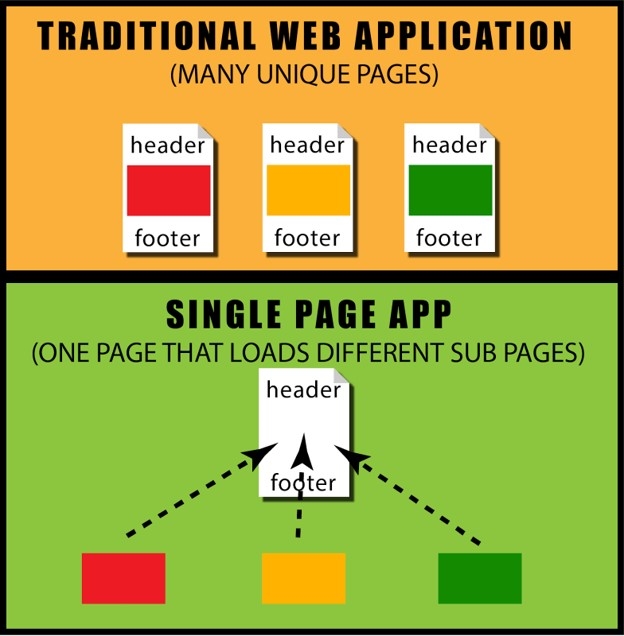 TRADITIONAL WEB APPLICATION
(MANY UNIQUE PAGES)
header header header
footer footer footer
SINGLE PAGE APP
(ONE PAGE THAT LOADS DIFFERENT SUB PAGES)
header
footer